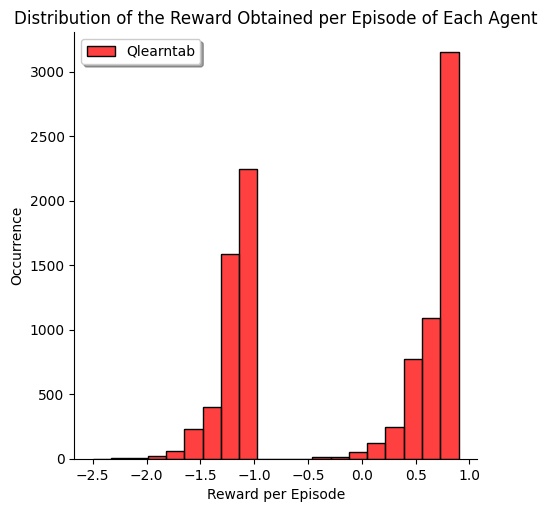 Distribution of the Reward Obtained per Episode of Each Agent
Qlearntab
3000
2500
2000
1500
1000
500
0
Occurrence
−2.5 −2.0 −1.5 −1.0 −0.5 0.0 0.5 1.0
Reward per Episode